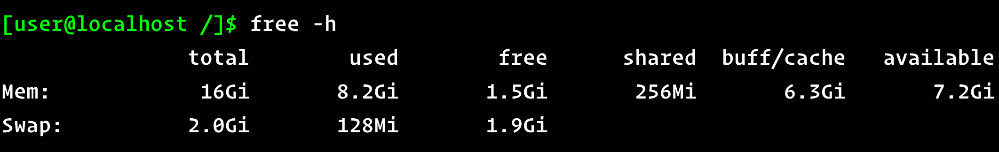 [user@localhost /]$ free -h
total used free shared buff/cache available
Mem: 16Gi 8.2Gi 1.5Gi 256Mi 6.3Gi 7.2Gi
Swap: 2.0Gi 128Mi 1.9Gi